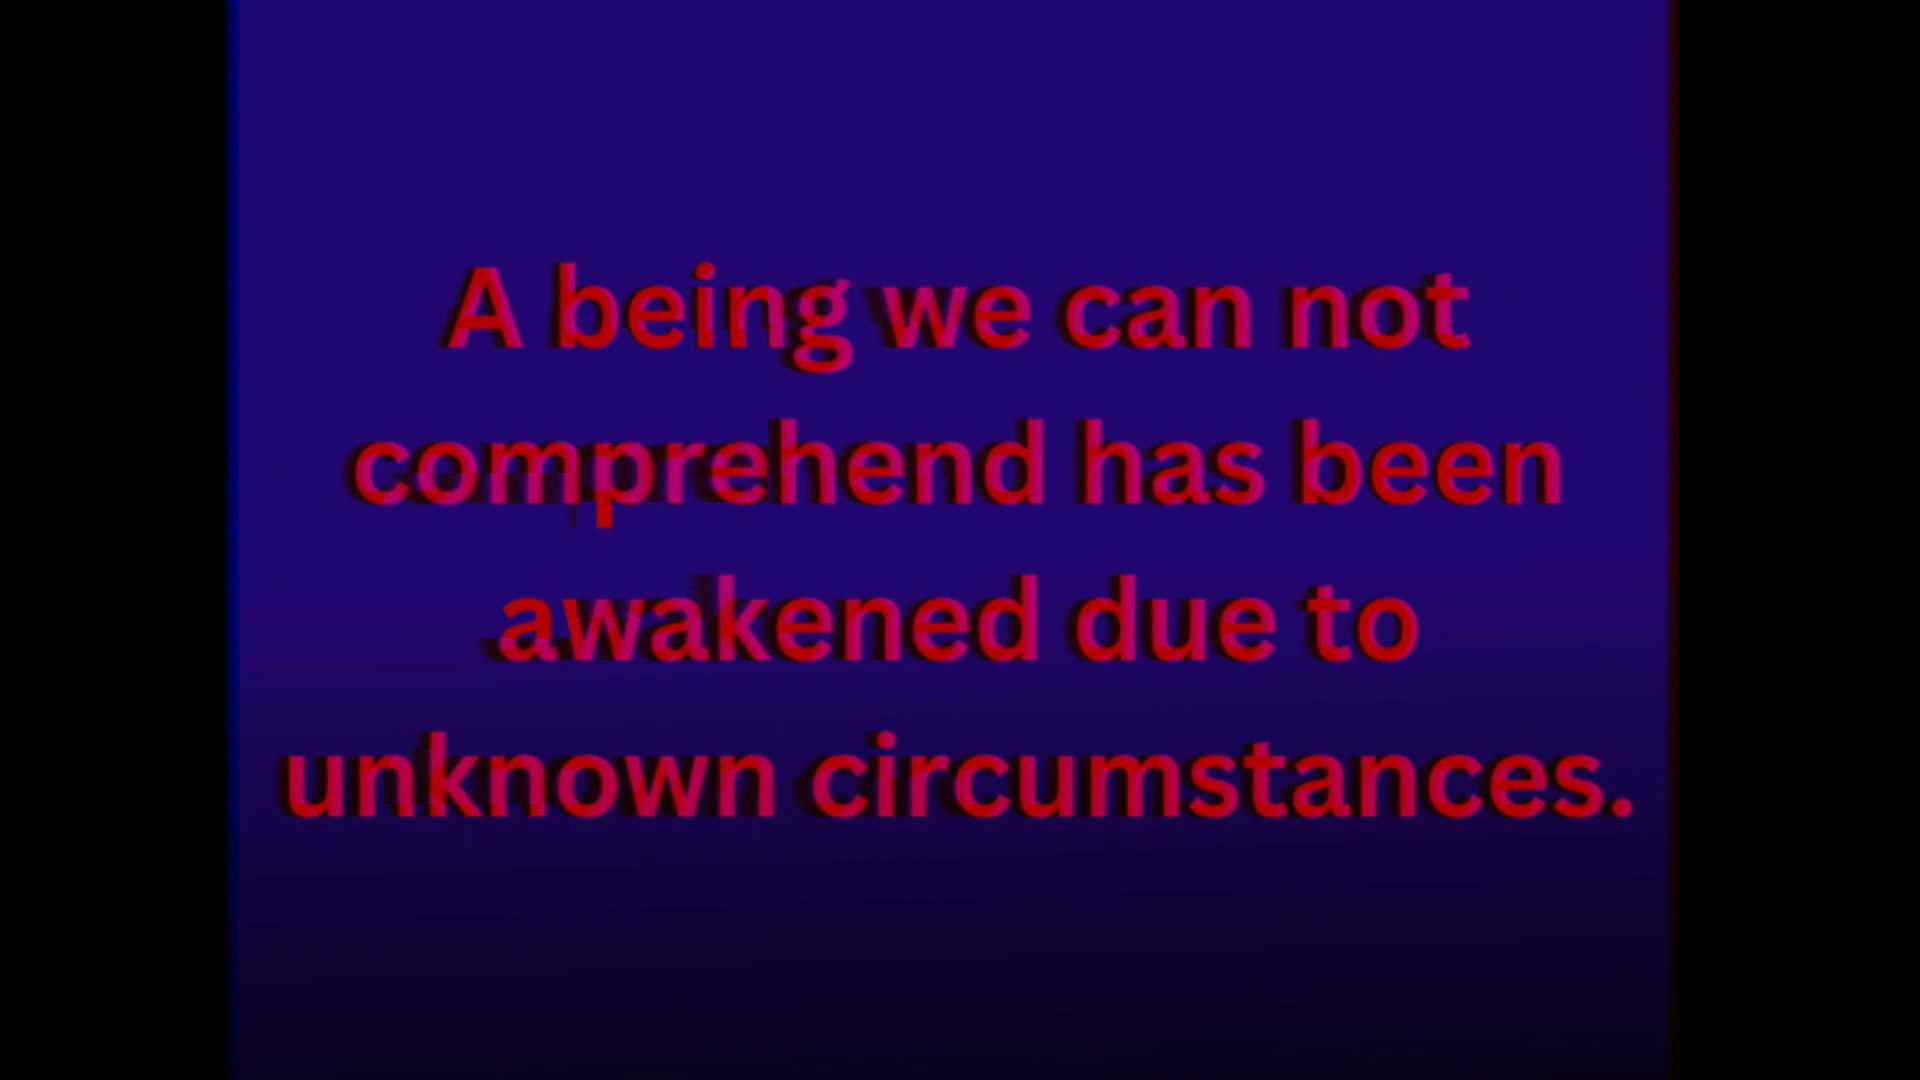 A being we can not
comprehend has been
awakened due to
unknown circumstances.